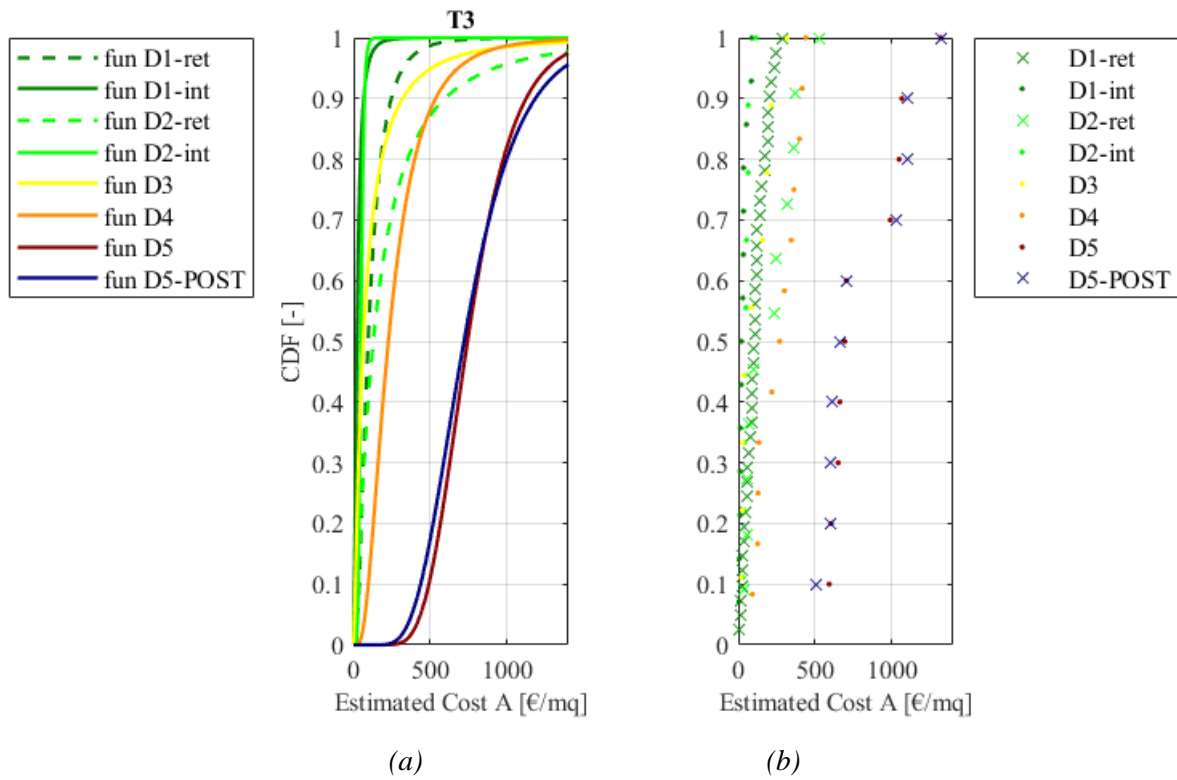 T3
fun D1-ret
fun D1-int
fun D2-ret
fun D2-int
fun D3
fun D4
fun D5
fun D5-POST
CDF [-]
1
0.9
0.8
0.7
0.6
0.5
0.4
0.3
0.2
0.1
0
0 500 1000
Estimated Cost A [€/mq]
(a)
1
0.9
0.8
0.7
0.6
0.5
0.4
0.3
0.2
0.1
0
0 500 1000
Estimated Cost A [€/mq]
(b)
D1-ret
D1-int
D2-ret
D2-int
D3
D4
D5
D5-POST